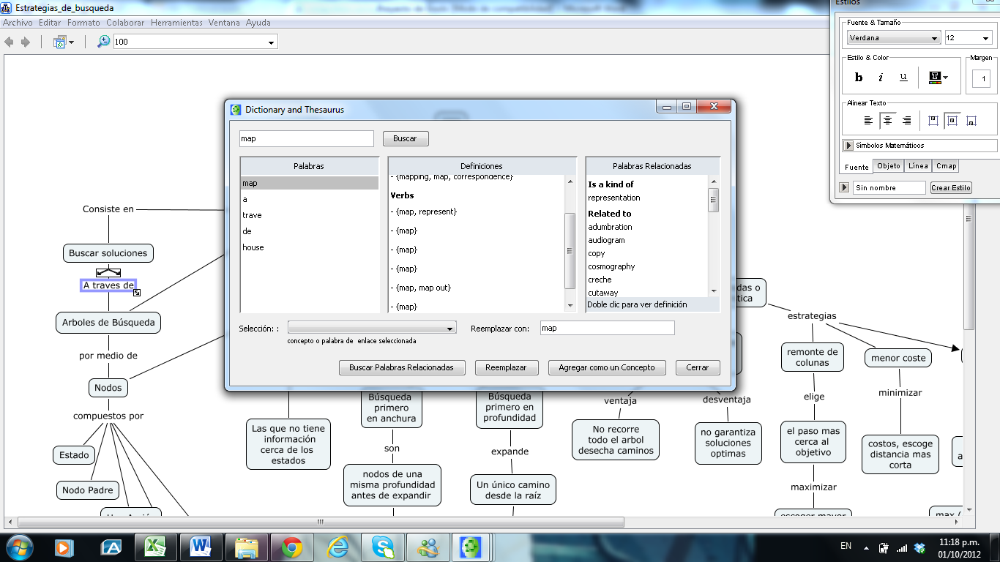 Estrategias_de_busqueda
Archivo Editar Formato Colaborar Herramientas Ventana Ayuda
100
Estilos
Fuente & Tamaño
Verdana 12
Estilo & Color Margen
b i u T 1
Alinear Texto
Símbolos Matemáticos
Fuente Objeto Línea Cmap
Sin nombre Crear Estilo
Dictionary and Thesaurus
map Buscar
Palabras
map
a
trave
de
house
Definiciones
- {mapping, map, correspondence}
Verbs
- {map, represent}
- {map}
- {map}
- {map}
- {map, map out}
- {map}
Palabras Relacionadas
Is a kind of
representation
Related to
adumbration
audiogram
copy
cosmography
creche
cutaway
Doble clic para ver definición
Selección: :
concepto o palabra de enlace seleccionada
Reemplazar con: map
Buscar Palabras Relacionadas Reemplazar Agregar como un Concepto Cerrar
Consiste en
Buscar soluciones
A traves de
Arboles de Búsqueda
por medio de
Nodos
compuestos por
Estado
Nodo Padre
Las que no tiene
información
cerca de los
estados
Búsqueda
primero
en anchura
son
nodos de una
misma profundidad
antes de expandir
Búsqueda
primero en
profundidad
expande
Un único camino
desde la raíz
ventaja
No recorre
todo el arbol
desecha caminos
desventaja
no garantiza
soluciones
optimas
das o
tica
estrategias
remonte de
colunas
elige
el paso mas
cerca al
objetivo
maximizar
escoger mayor
menor coste
minimizar
costos, escoge
distancia mas
corta
a
max (
EN
11:18 p.m.
01/10/2012